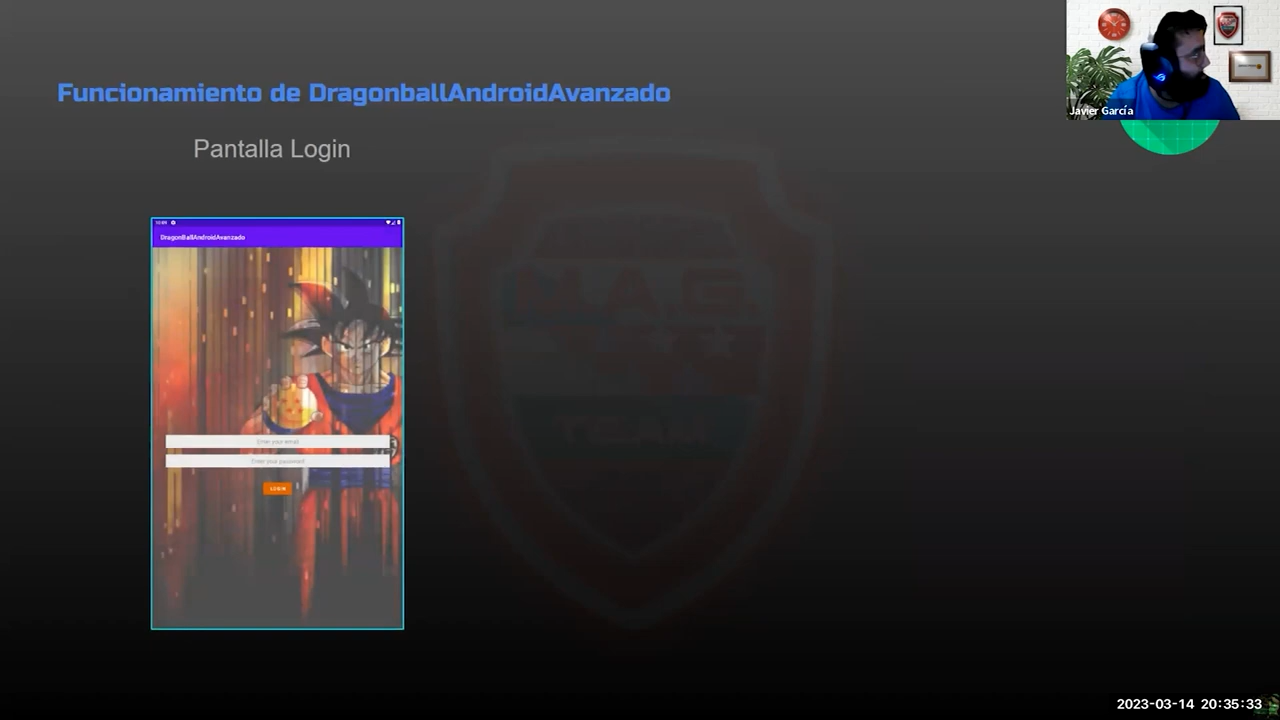 Funcionamiento de DragonballAndroidAvanzado
Javier García
Pantalla Login
DragonBallAndroidAvanzado
Enter your email
Enter your password
LOGIN
N.A.G.
TEAM
2023-03-14 20:35:33